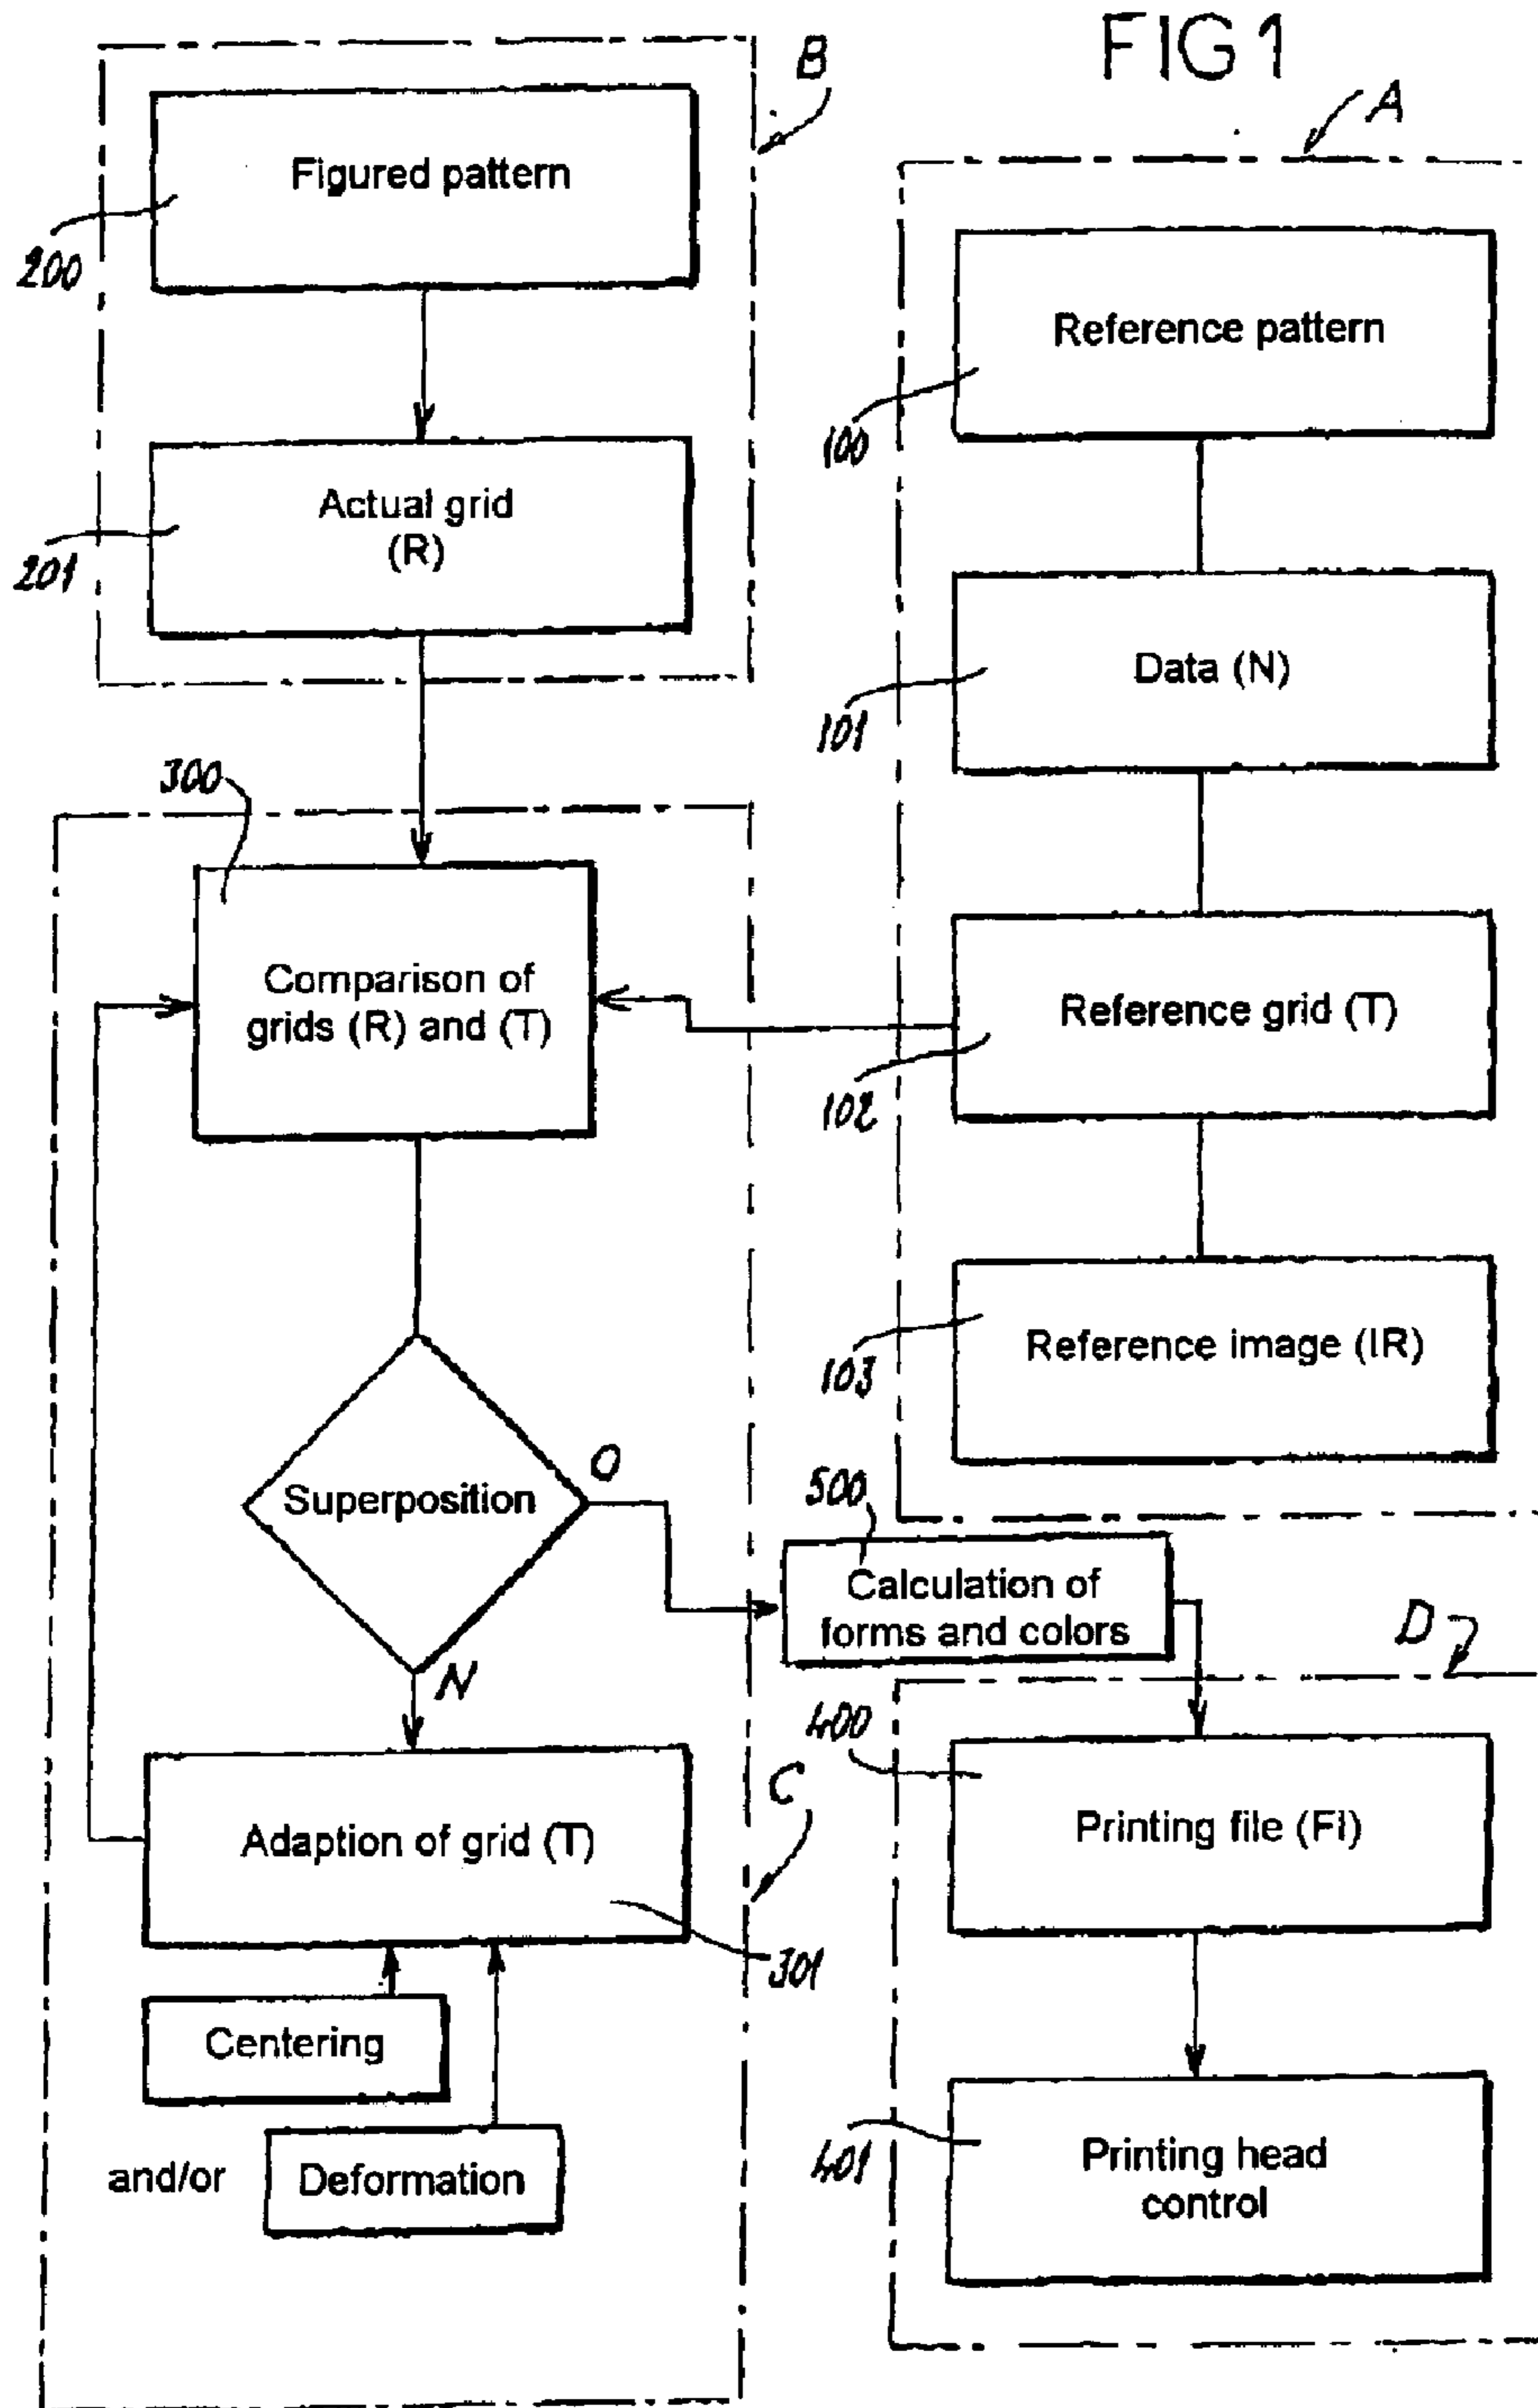 FIG 1
B
A
Figured pattern
200
Actual grid
(R)
201
Reference pattern
100
Data (N)
101
Reference grid (T)
102
Reference image (IR)
103
300
Comparison of
grids (R) and (T)
Superposition
O
N
500
Calculation of
forms and colors
D
400
Printing file (FI)
C
Adaption of grid (T)
301
Centering
and/or
Deformation
401
Printing head
control